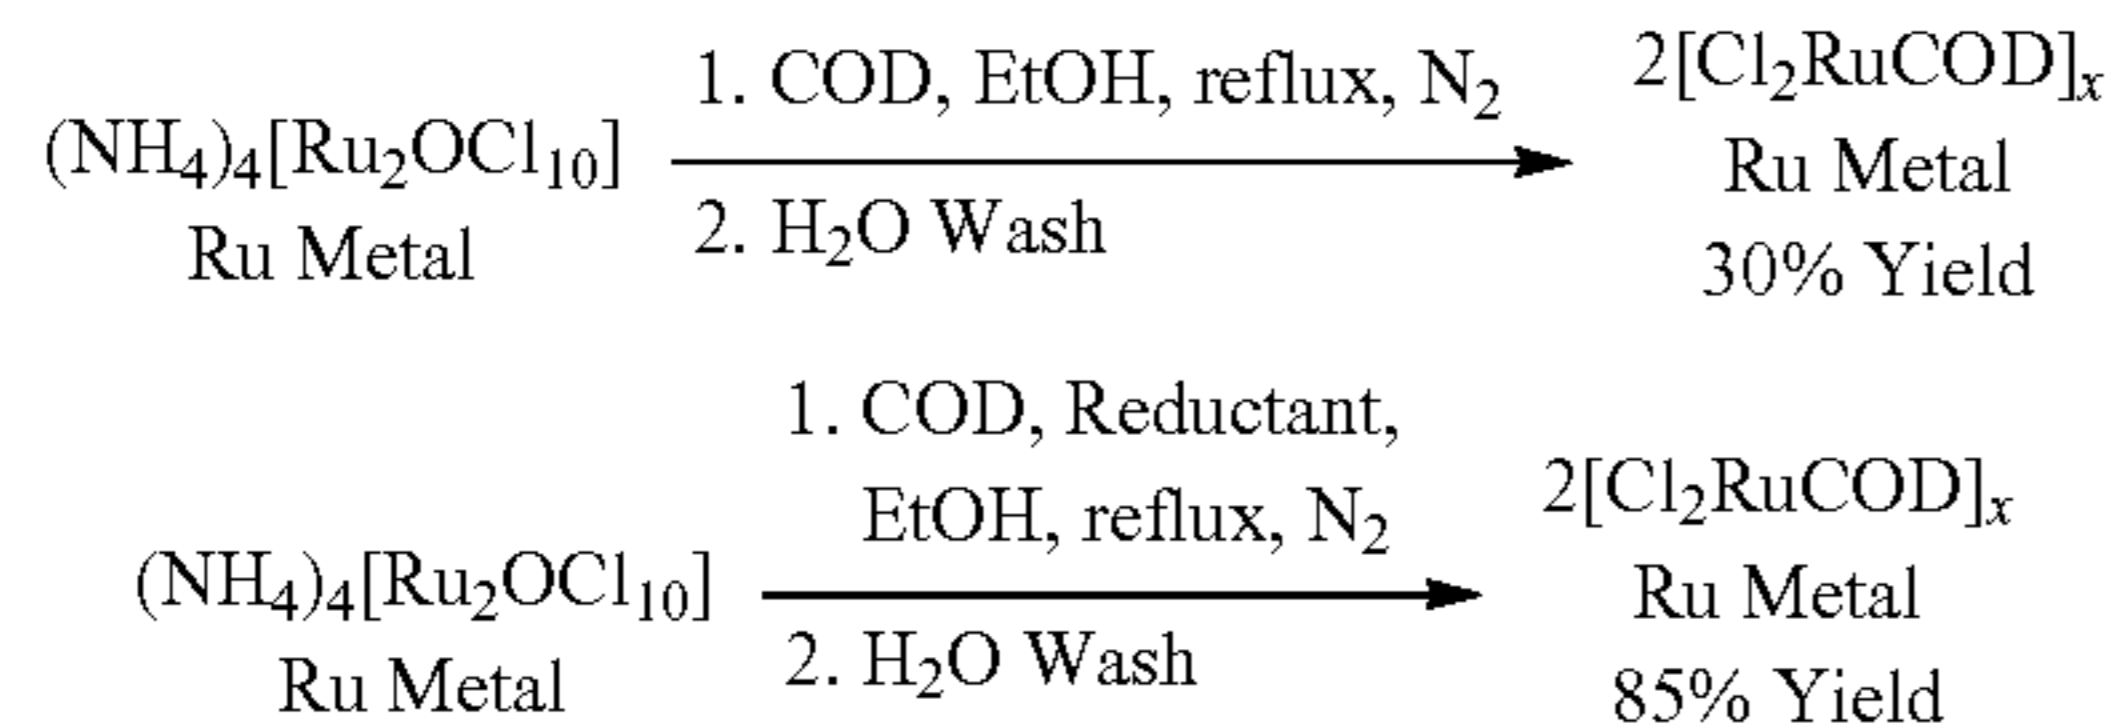 (NH₄)₄[Ru₂OCl₁₀]
Ru Metal
1. COD, EtOH, reflux, N₂
2. H₂O Wash
2[Cl₂RuCOD]ₓ
Ru Metal
30% Yield
(NH₄)₄[Ru₂OCl₁₀]
Ru Metal
1. COD, Reductant,
EtOH, reflux, N₂
2. H₂O Wash
2[Cl₂RuCOD]ₓ
Ru Metal
85% Yield